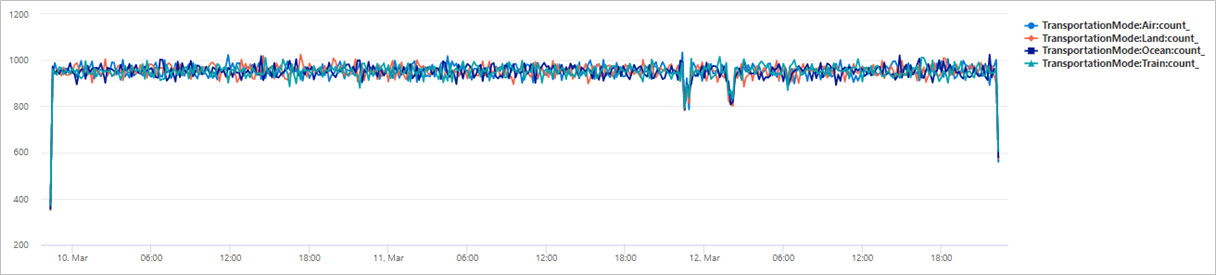 1200
1000
800
600
400
200
10. Mar 06:00 12:00 18:00 11. Mar 06:00 12:00 18:00 12. Mar 06:00 12:00 18:00
TransportationMode:Air:count_
TransportationMode:Land:count_
TransportationMode:Ocean:count_
TransportationMode:Train:count_